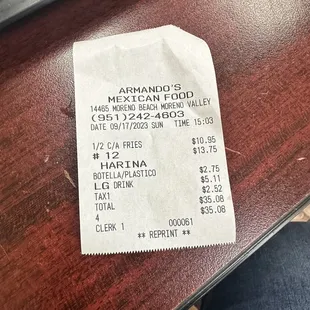 ARMANDO'S
MEXICAN FOOD
14465 MORENO BEACH MORENO VALLEY
(951)242-4603
DATE 09/17/2023 SUN TIME 15:03
1/2 C/A FRIES $10.95
# 12 $13.75
HARINA
BOTELLA/PLASTICO $2.75
LG DRINK $5.11
TAX1 $2.52
TOTAL $35.08
4 $35.08
CLERK 1 000061
** REPRINT **